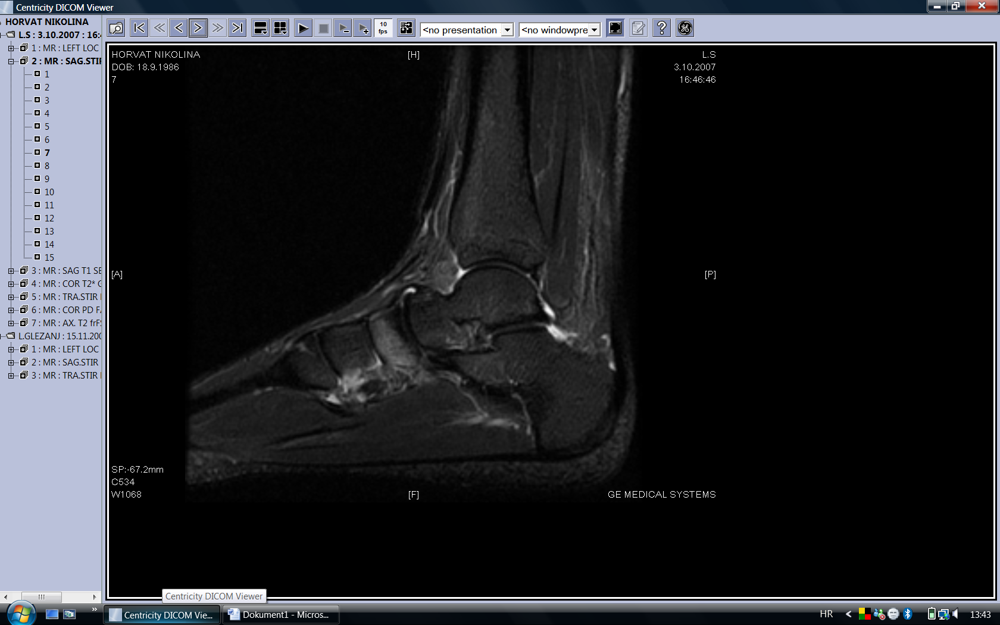 Centricity DICOM Viewer
HORVAT NIKOLINA
L.S : 3.10.2007 : 16:
1 : MR : LEFT LOC
2 : MR : SAG.STIR
1
2
3
4
5
6
7
8
9
10
11
12
13
14
15
3 : MR : SAG T1 SE
4 : MR : COR T2*
5 : MR : TRA.STIR
6 : MR : COR PD
7 : MR : AX. T2 frFS
L.GLEZANJ : 15.11.200
1 : MR : LEFT LOC
2 : MR : SAG.STIR
3 : MR : TRA.STIR
10
fps
<no presentation
<no windowpre
HORVAT NIKOLINA
DOB: 18.9.1986
7
[H]
L.S
3.10.2007
16:46:46
[A]
[P]
SP:-67.2mm
C534
W1068
[F]
GE MEDICAL SYSTEMS
Centricity DICOM Viewer
Centricity DICOM Vie...
Dokument1 - Micros...
HR
13:43